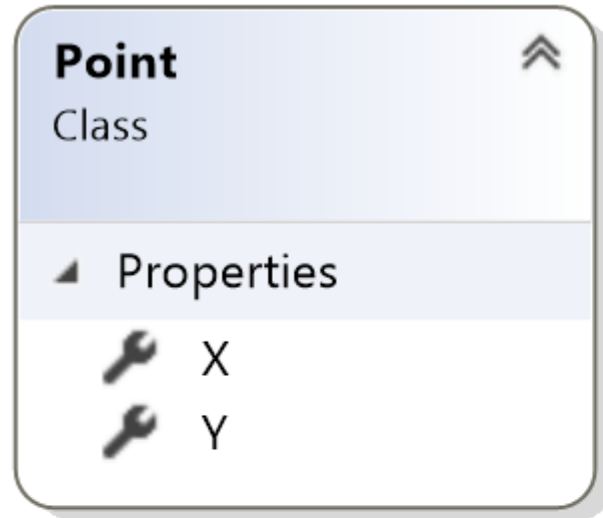 Point
Class
Properties
X
Y